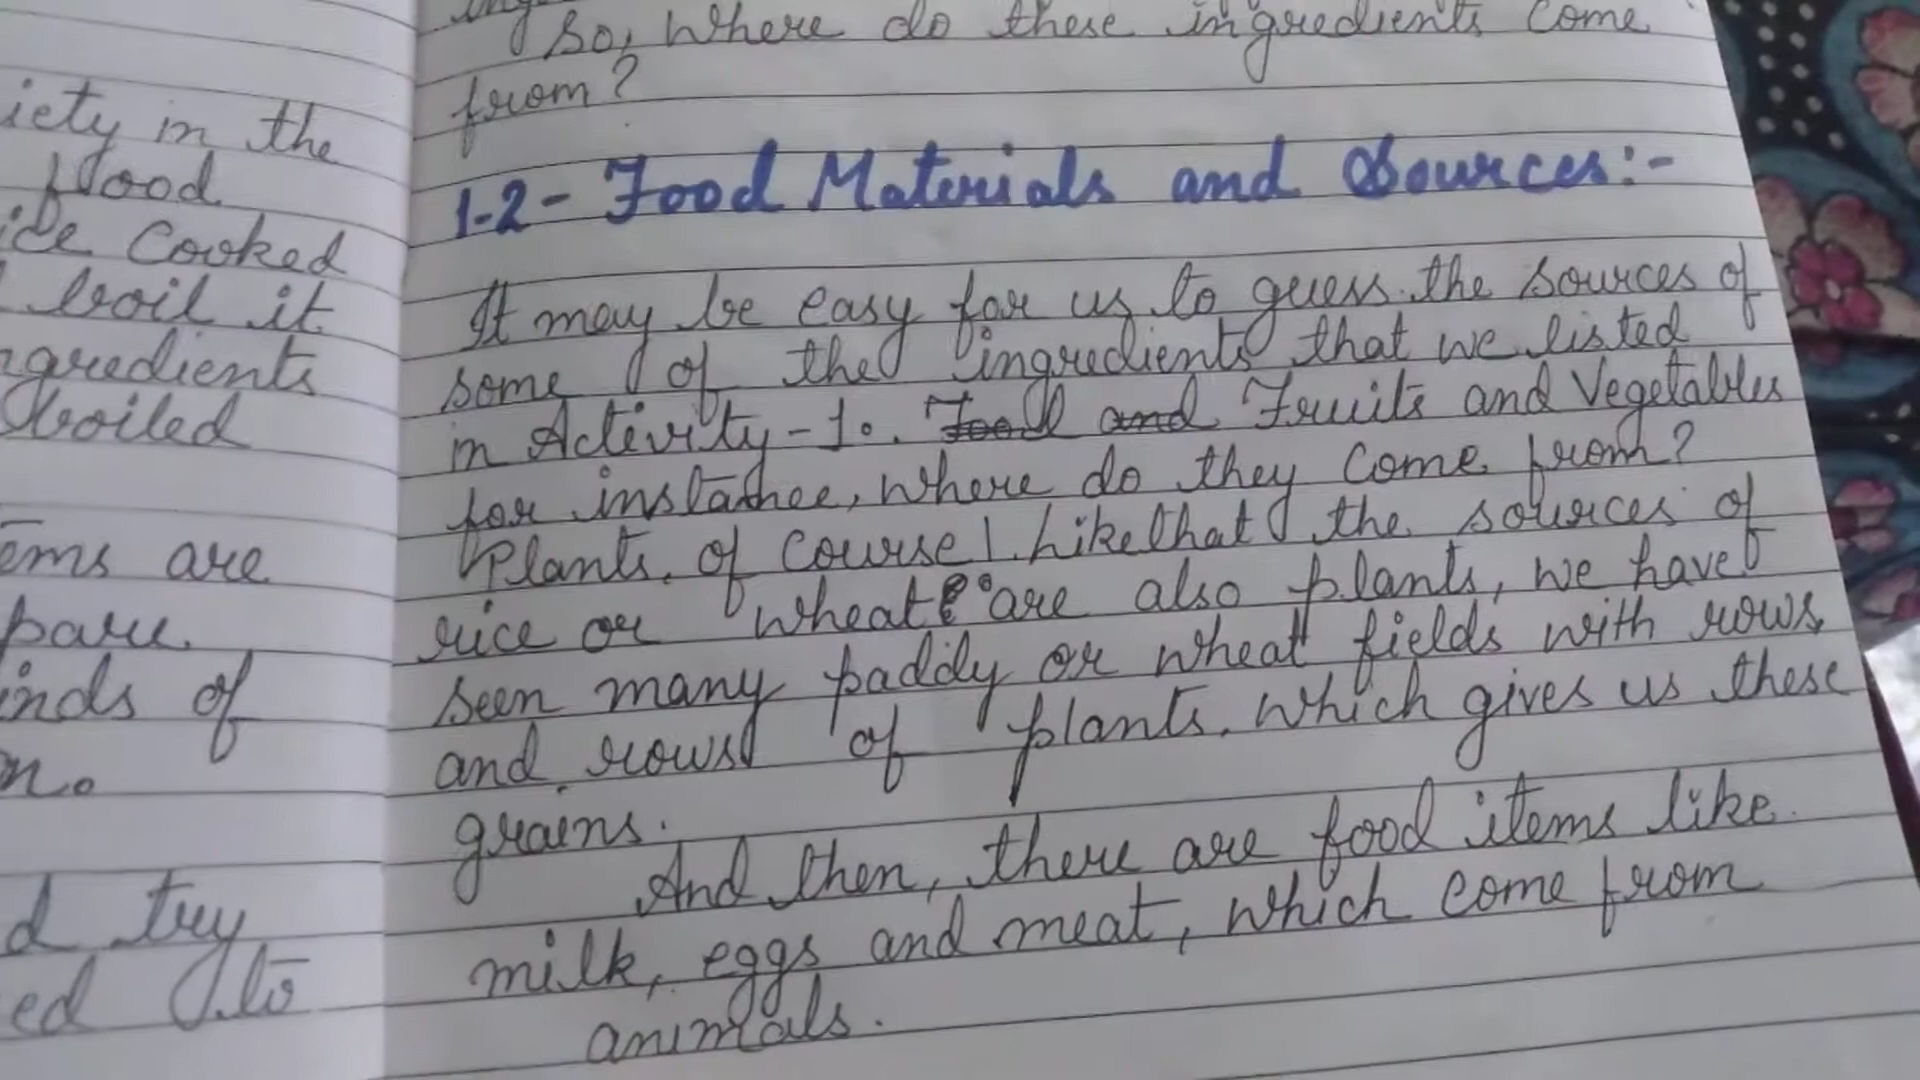 iety in the
food
ice Cooked
boil it
ngredients
boiled
ems are
pare
inds of
n.
d try
ed to
So, Where do these ingredients come
from?
1-2- Food Materials and Sources:-
It may be easy for us to guess the sources of
some of the ingredients that we listed
in Activity-1. Food and Fruits and Vegetables
for instance, where do they come from?
Plants, of course! Like that the sources of
rice or wheat are also plants, we have
seen many paddy or wheat fields with rows
and rows of plants, which gives us these
grains.
And then, there are food items like
milk, eggs and meat, which come from
animals.